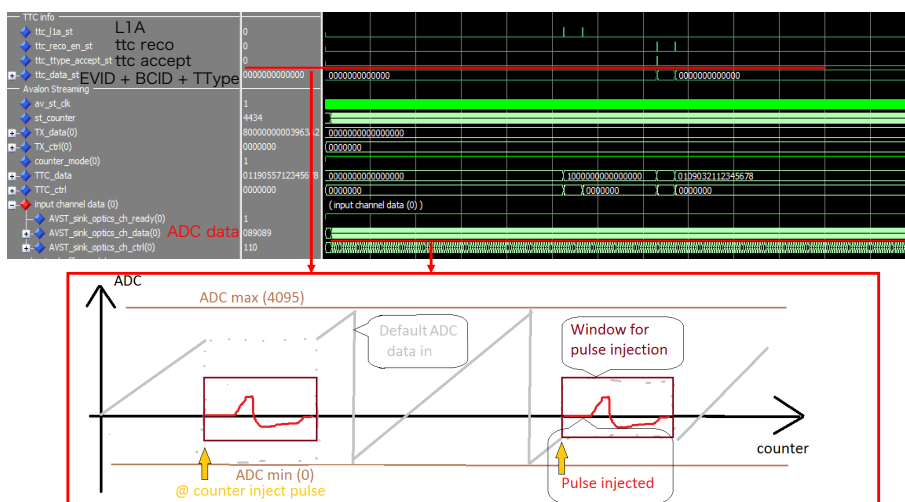 TTC info
ttc_l1a_st L1A 0
ttc_reco_en_st ttc reco 0
ttc_ttype_accept_st ttc accept 0
ttc_data_st EVID + BCID + TType 0000000000000 0000000000000 0000000000000
Avalon Streaming
av_st_clk 1
st_counter 4434
TX_data(0) 0000000000000000
TX_ctrl(0) 0000000 0000000
counter_mode(0) 1
TTC_data 0119055712345678 0000000000000000 1000000000000000 0109032112345678
TTC_ctrl 0000000 0000000 0000000 0000000
input channel data (0) ( input channel data (0) )
AVST_sink_optics_ch_ready(0) 1
AVST_sink_optics_ch_data(0) ADC data 089089
AVST_sink_optics_ch_ctrl(0) 110
ADC
ADC max (4095)
Default ADC
data in
Window for
pulse injection
counter
ADC min (0)
@ counter inject pulse
Pulse injected